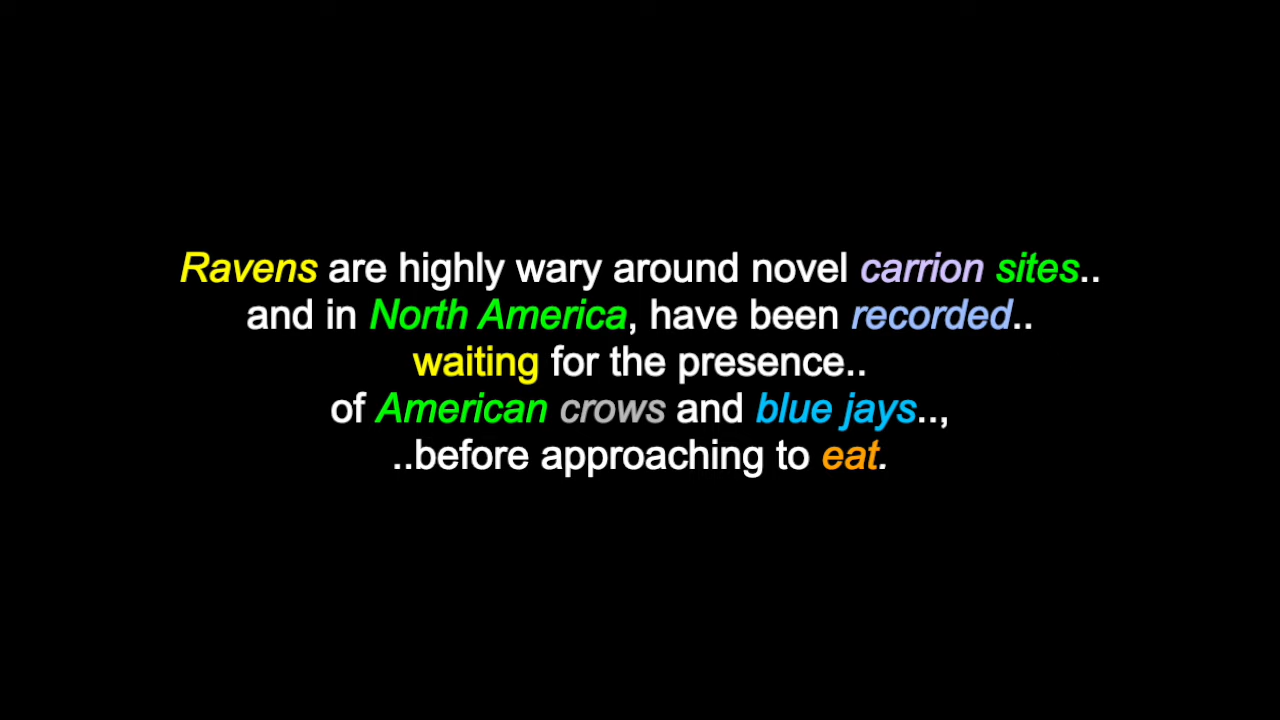 Ravens are highly wary around novel carrion sites..
and in North America, have been recorded..
waiting for the presence..
of American crows and blue jays..,
..before approaching to eat.